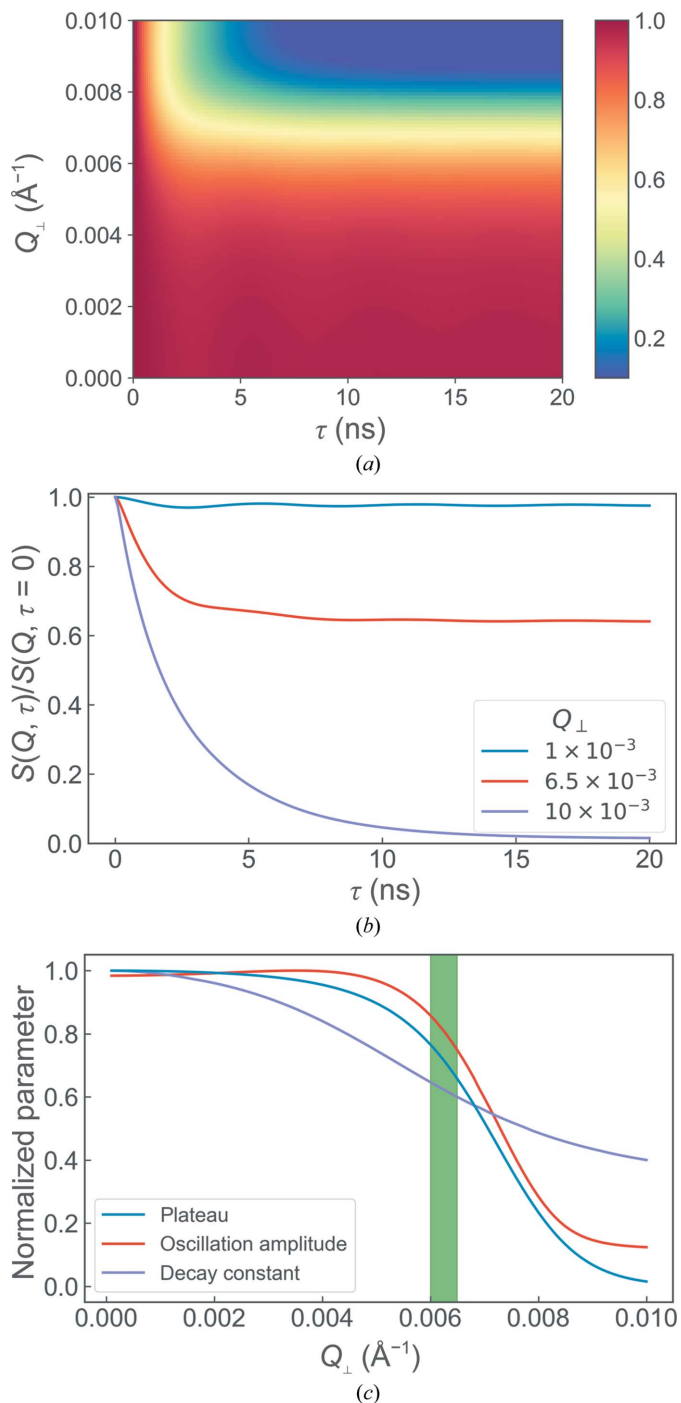 0.010
0.008
0.006
0.004
0.002
0.000
Q⊥ (Å⁻¹)
0 5 10 15 20
τ (ns)
1.0
0.8
0.6
0.4
0.2
(a)
1.0
0.8
0.6
0.4
0.2
0.0
S(Q, τ)/S(Q, τ = 0)
Q⊥
1 × 10⁻³
6.5 × 10⁻³
10 × 10⁻³
0 5 10 15 20
τ (ns)
(b)
1.0
0.8
0.6
0.4
0.2
0.0
Normalized parameter
Plateau
Oscillation amplitude
Decay constant
0.000 0.002 0.004 0.006 0.008 0.010
Q⊥ (Å⁻¹)
(c)